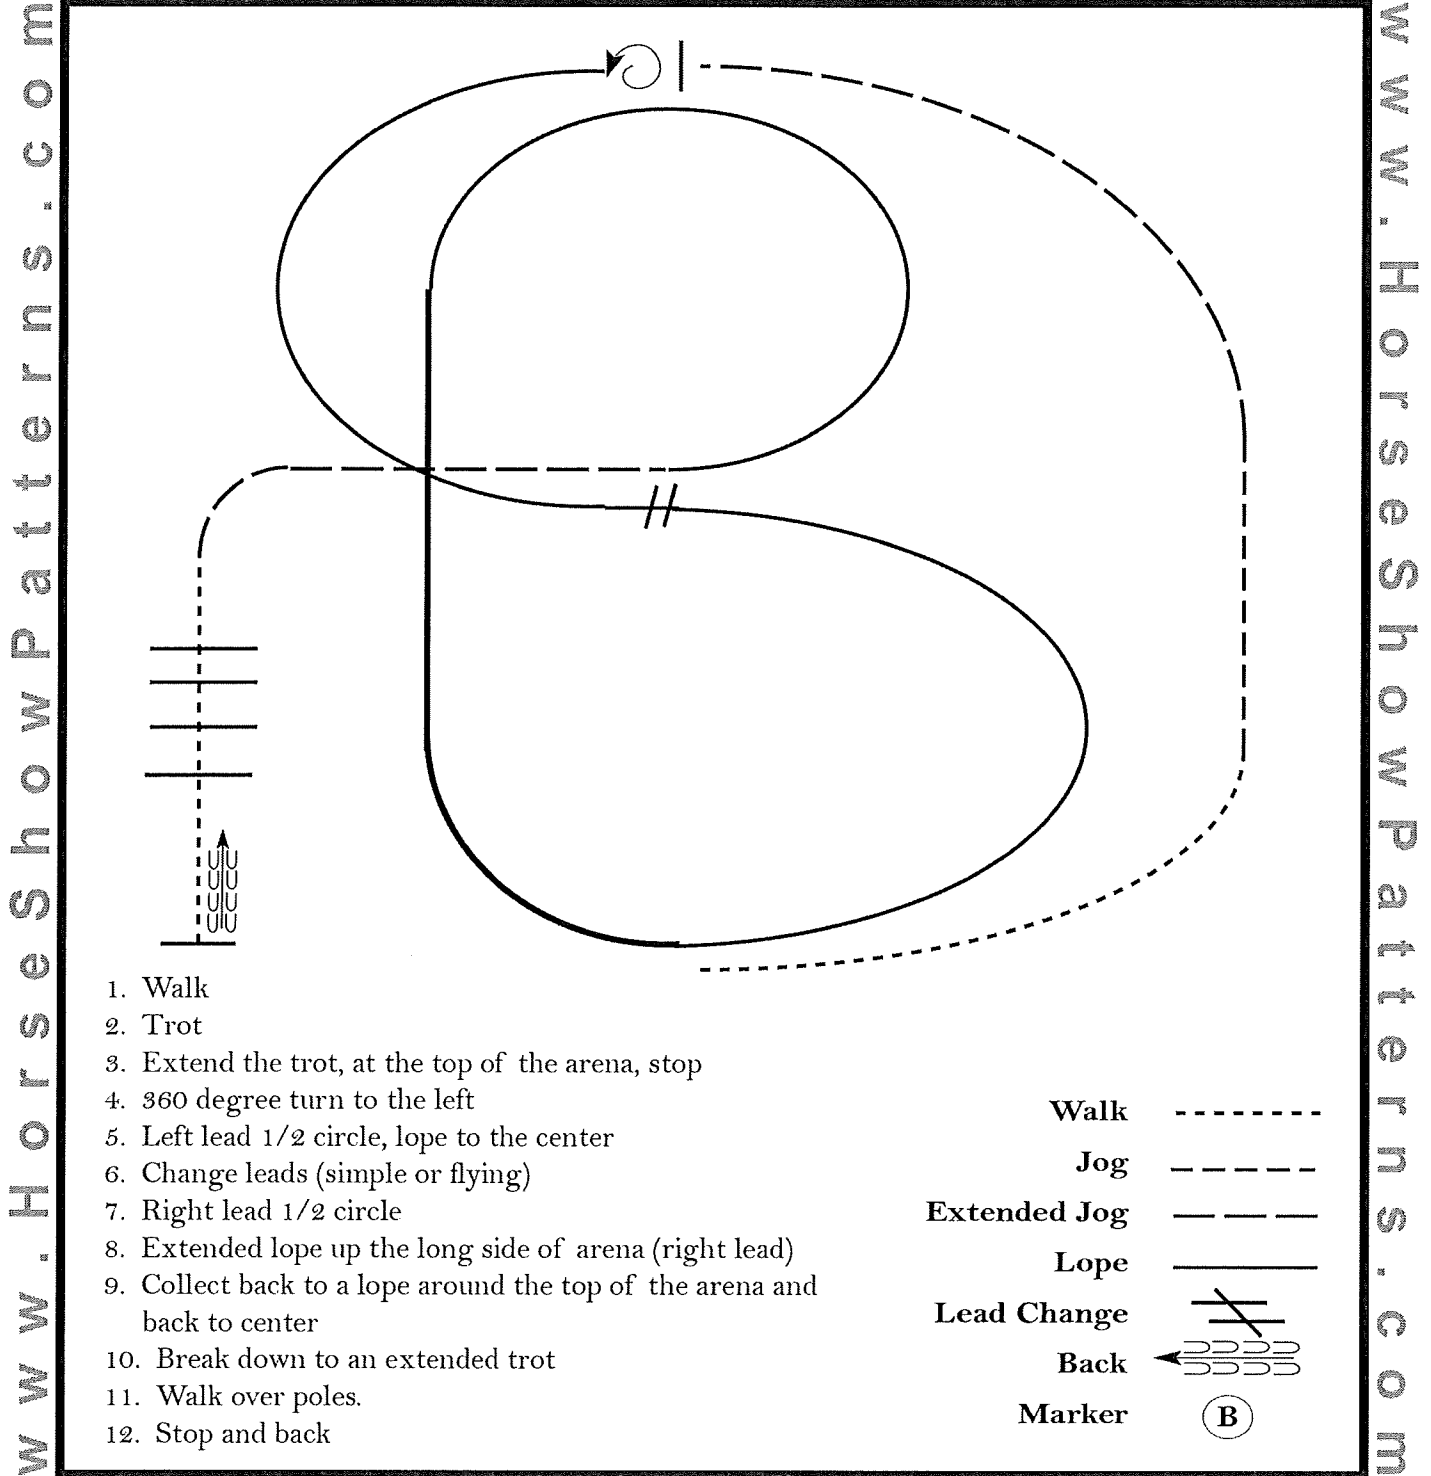 www.HorseShowPatterns.com
www.HorseShowPatterns.com
1. Walk
2. Trot
3. Extend the trot, at the top of the arena, stop
4. 360 degree turn to the left
5. Left lead 1/2 circle, lope to the center
6. Change leads (simple or flying)
7. Right lead 1/2 circle
8. Extended lope up the long side of arena (right lead)
9. Collect back to a lope around the top of the arena and
back to center
10. Break down to an extended trot
11. Walk over poles.
12. Stop and back
Walk
Jog
Extended Jog
Lope
Lead Change
Back
Marker B